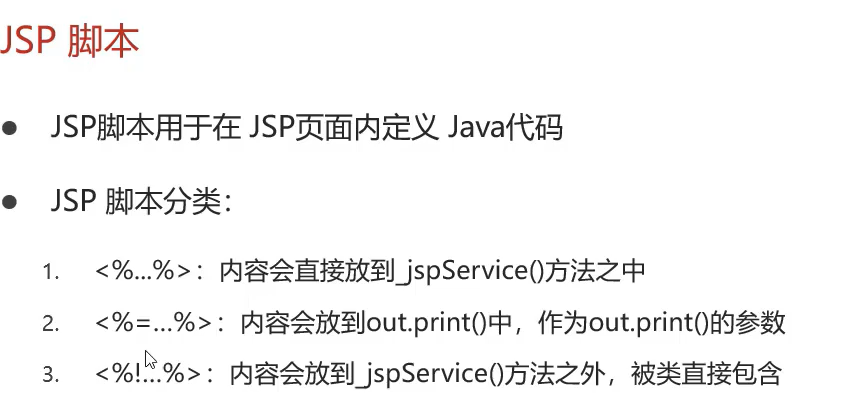 JSP 脚本
● JSP脚本用于在 JSP页面内定义 Java代码
● JSP 脚本分类：
1. <%...%>：内容会直接放到_jspService()方法之中
2. <%=…%>：内容会放到out.print()中，作为out.print()的参数
3. <%!…%>：内容会放到_jspService()方法之外，被类直接包含